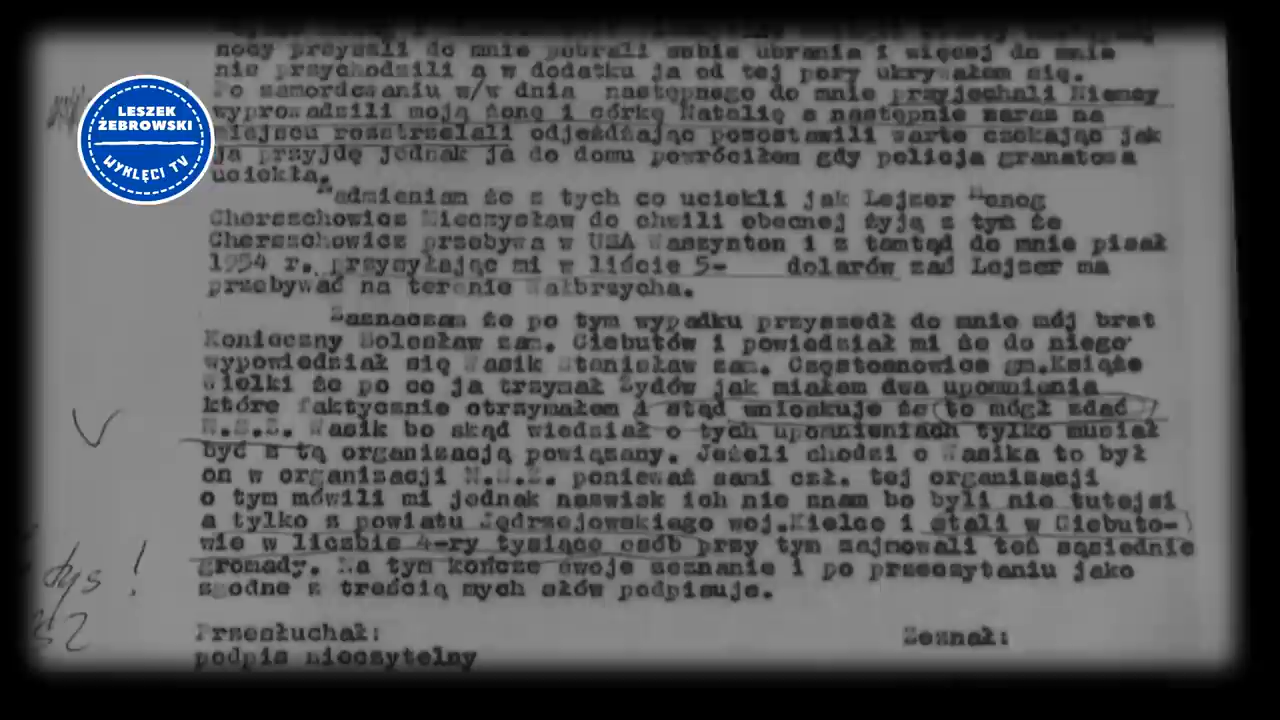 nocy przyszli do mnie pobrali sobie ubrania i więcej do mnie
nie przychodzili a w dodatku ja od tej pory ukrywałem się.
Po zamordowaniu w/w dnia następnego do mnie przyjechali Niemcy
wyprowadzili moją żonę i córkę Natalię a następnie zaraz na
miejscu rozstrzelali odjeżdżając pozostawili wartę czekając jak
ja przyjdę jednak ja do domu powróciłem gdy policja granatowa
uciekła.
Nadmieniam że z tych co uciekli jak Lejzer
Cherszchowicz Mieczysław do chwili obecnej żyją z tym że
Cherszchowicz przebywa w USA Waszynton i z tamtąd do mnie pisał
1954 r. przysyłając mi w liście 5- dolarów zaś Lejzer ma
przebywać na terenie Wałbrzycha.
Zaznaczam że po tym wypadku przyszedł do mnie mój brat
Konieczny Bolesław zam. Ciebutów i powiedział mi że do niego
wypowiedział się Wasik Stanisław zam. Częstoszowice gm.Książe
Wielki że po co ja trzymał żydów jak miałem dwa upomnienia
które faktycznie otrzymałem i stąd wnioskuje że to mógł zdać
N.S.Z. Wasik bo skąd wiedział o tych upomnieniach tylko musiał
być z tą organizacją powiązany. Jeżeli chodzi o Wasika to był
on w organizacji N.S.Z. ponieważ sami czł. tej organizacji
o tym mówili mi jednak nazwisk ich nie znam bo byli nie tutejsi
a tylko z powiatu Jędrzejowskiego woj.Kielce i stali w Ciebuto-
wie w liczbie 4-ry tysiące osób przy tym zajmowali też sąsiednie
gromady. Na tym kończe swoje zeznanie i po przeczytaniu jako
zgodne z treścią mych słów podpisuje.
Przesłuchał: Zeznał:
podpis nieczytelny
LESZEK
ŻEBROWSKI
WYKLĘCI TV